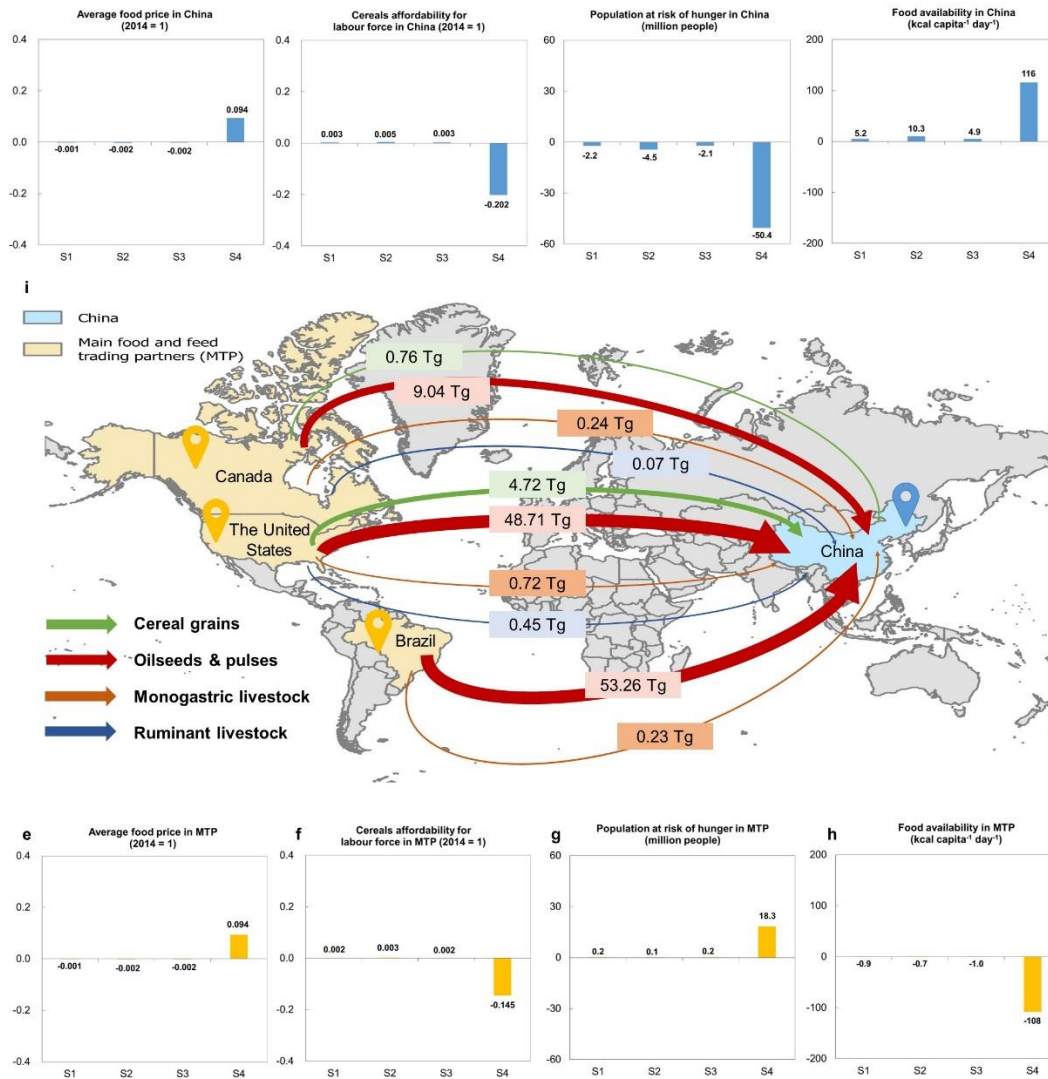 Average food price in China
(2014 = 1)
0.4
0.2
0.0
-0.2
-0.4
-0.001
-0.002
-0.002
0.094
S1 S2 S3 S4
Cereals affordability for
labour force in China (2014 = 1)
0.4
0.2
0.0
-0.2
-0.4
0.003
0.005
0.003
-0.202
S1 S2 S3 S4
Population at risk of hunger in China
(million people)
60
30
0
-30
-60
-2.2
-4.5
-2.1
-50.4
S1 S2 S3 S4
Food availability in China
(kcal capita⁻¹ day⁻¹)
200
100
0
-100
-200
5.2
10.3
4.9
116
S1 S2 S3 S4
i
China
Main food and feed
trading partners (MTP)
0.76 Tg
9.04 Tg
0.24 Tg
0.07 Tg
Canada
4.72 Tg
48.71 Tg
The United
States
China
0.72 Tg
0.45 Tg
Brazil
53.26 Tg
0.23 Tg
Cereal grains
Oilseeds & pulses
Monogastric livestock
Ruminant livestock
e
Average food price in MTP
(2014 = 1)
0.4
0.2
0.0
-0.2
-0.4
-0.001
-0.002
-0.002
0.094
S1 S2 S3 S4
f
Cereals affordability for
labour force in MTP (2014 = 1)
0.4
0.2
0.0
-0.2
-0.4
0.002
0.003
0.002
-0.145
S1 S2 S3 S4
g
Population at risk of hunger in MTP
(million people)
60
30
0
-30
-60
0.2
0.1
0.2
18.3
S1 S2 S3 S4
h
Food availability in MTP
(kcal capita⁻¹ day⁻¹)
200
100
0
-100
-200
-0.9
-0.7
-1.0
-108
S1 S2 S3 S4